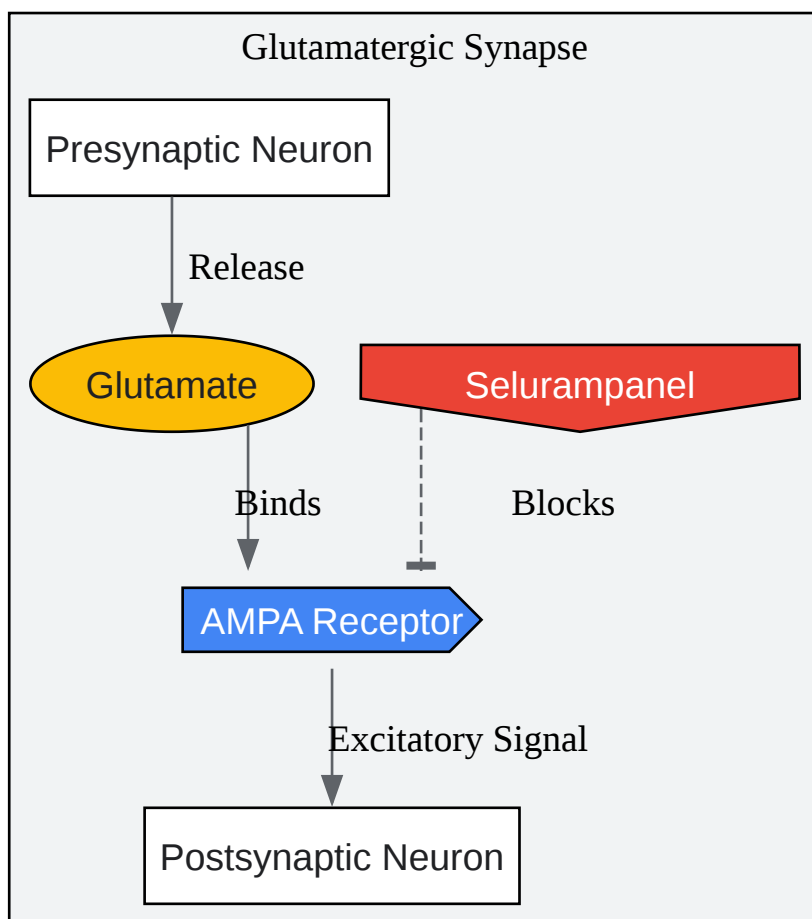 Glutamatergic Synapse
Presynaptic Neuron
Release
Glutamate
Selurampanel
Binds
Blocks
AMPA Receptor
Excitatory Signal
Postsynaptic Neuron